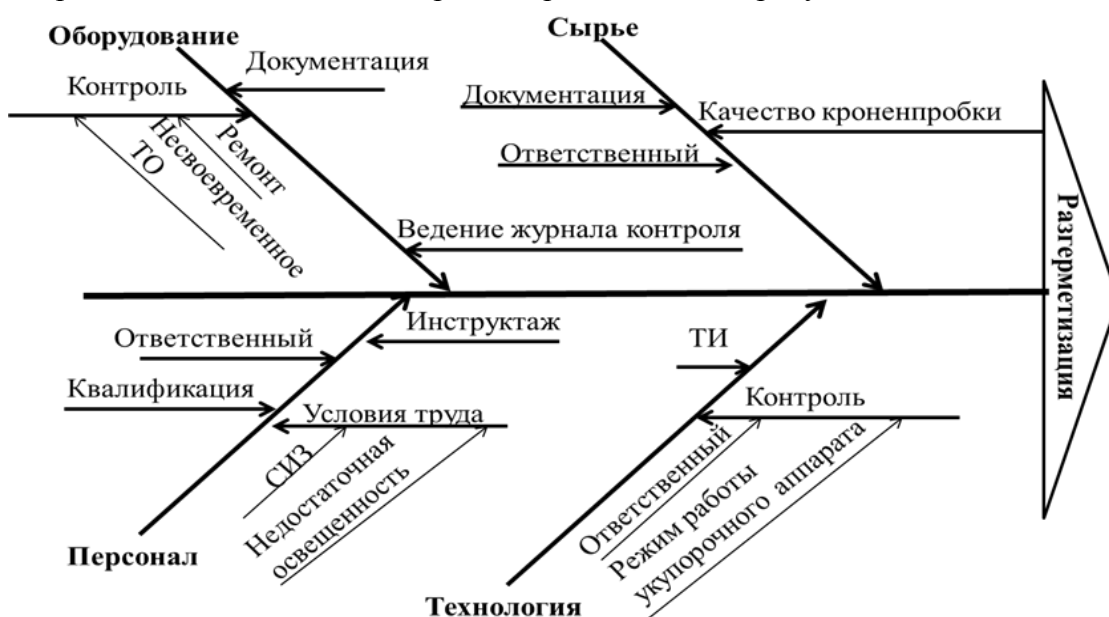 Оборудование
Сырье
Документация
Контроль
Документация
Качество кроненпробки
Ремонт
Несвоевременное
ТО
Ответственный
Разгерметизация
Ведение журнала контроля
Инструктаж
Ответственный
ТИ
Квалификация
Контроль
Условия труда
СИЗ
Недостаточная
освещенность
Ответственный
Режим работы
укупорочного аппарата
Персонал
Технология